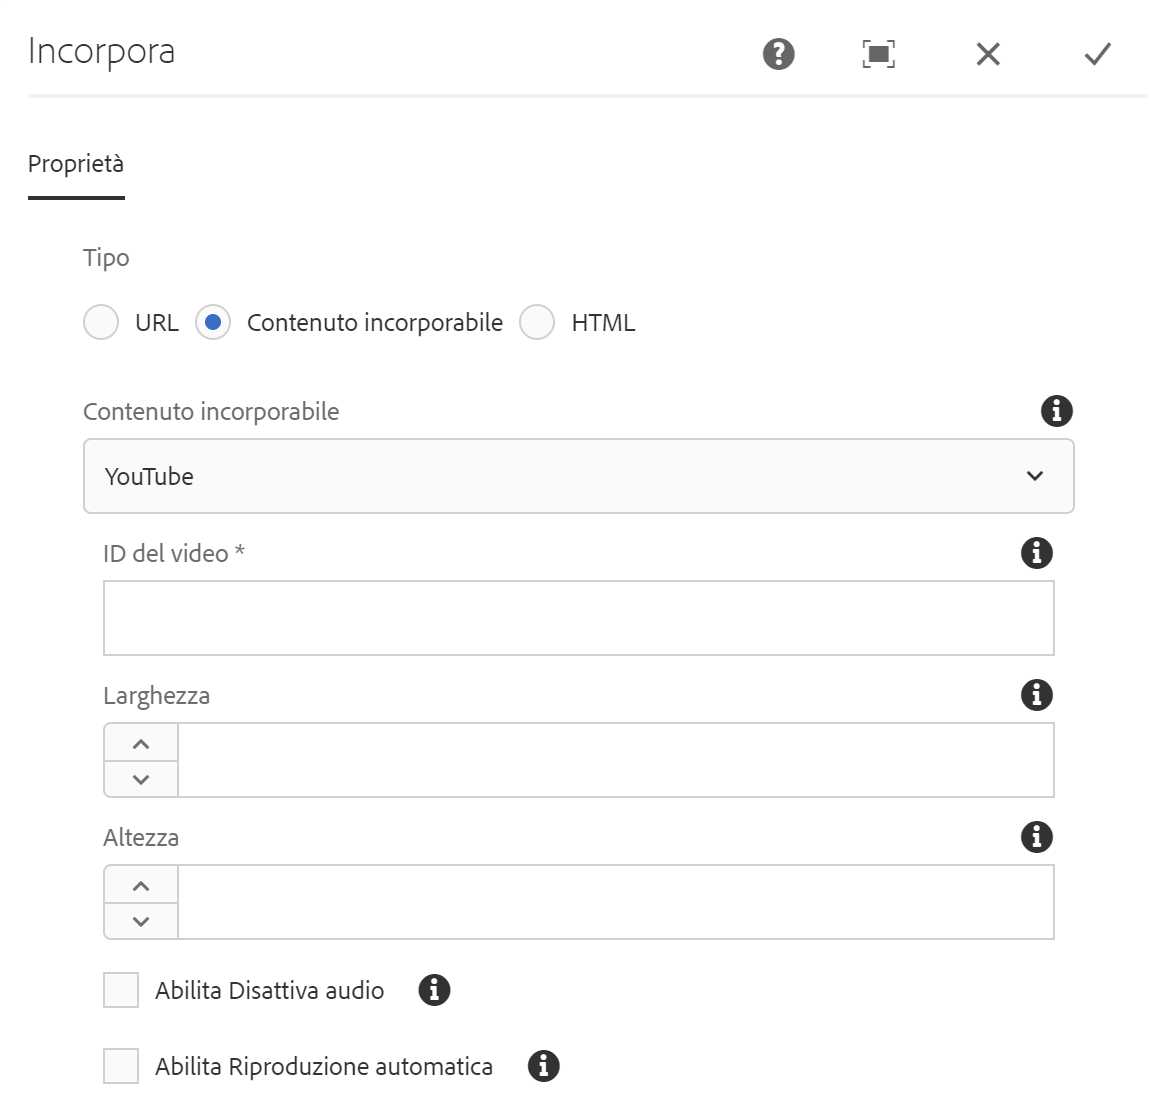 Incorpora
Proprietà
Tipo
URL Contenuto incorporabile HTML
Contenuto incorporabile
YouTube
ID del video *
Larghezza
Altezza
Abilita Disattiva audio
Abilita Riproduzione automatica